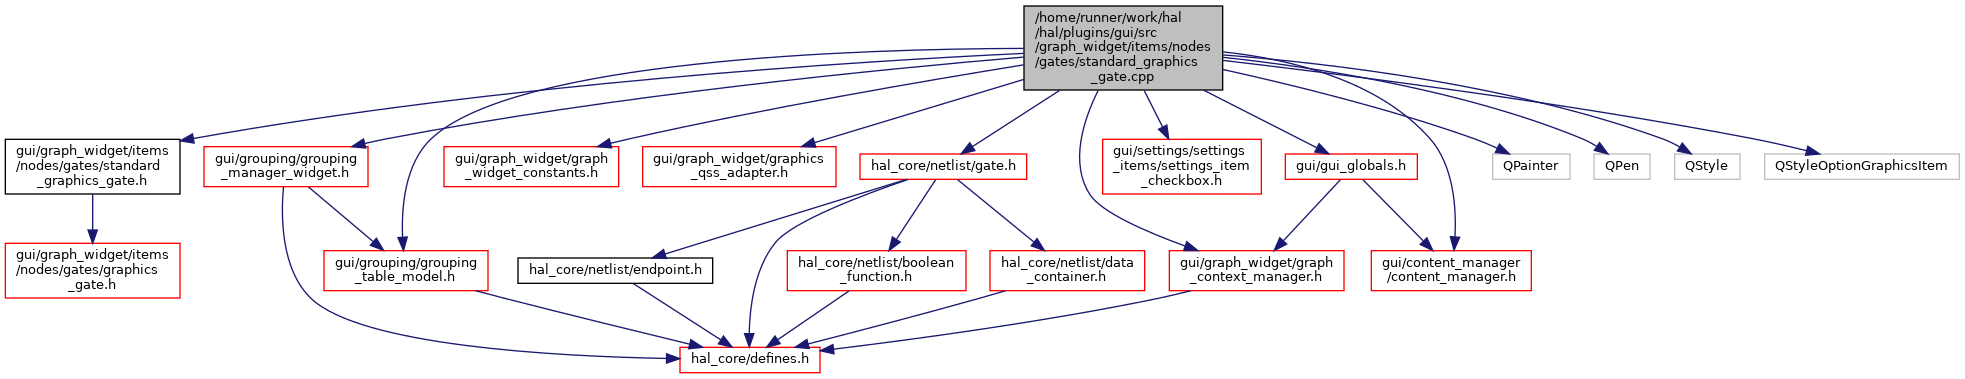 /home/runner/work/hal
/hal/plugins/gui/src
/graph_widget/items/nodes
/gates/standard_graphics
_gate.cpp
gui/graph_widget/items
/nodes/gates/standard
_graphics_gate.h
gui/grouping/grouping
_manager_widget.h
gui/graph_widget/graph
_widget_constants.h
gui/graph_widget/graphics
_qss_adapter.h
hal_core/netlist/gate.h
gui/settings/settings
_items/settings_item
_checkbox.h
gui/gui_globals.h
QPainter
QPen
QStyle
QStyleOptionGraphicsItem
gui/graph_widget/items
/nodes/gates/graphics
_gate.h
gui/grouping/grouping
_table_model.h
hal_core/netlist/endpoint.h
hal_core/netlist/boolean
_function.h
hal_core/netlist/data
_container.h
gui/graph_widget/graph
_context_manager.h
gui/content_manager
/content_manager.h
hal_core/defines.h